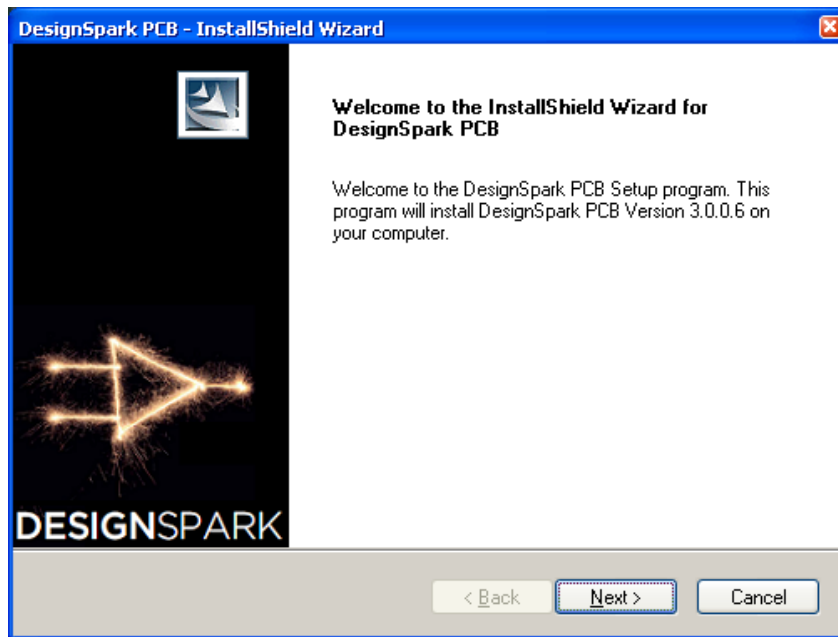 DesignSpark PCB - InstallShield Wizard
Welcome to the InstallShield Wizard for
DesignSpark PCB
Welcome to the DesignSpark PCB Setup program. This
program will install DesignSpark PCB Version 3.0.0.6 on
your computer.
DESIGNSPARK
< Back
Next >
Cancel